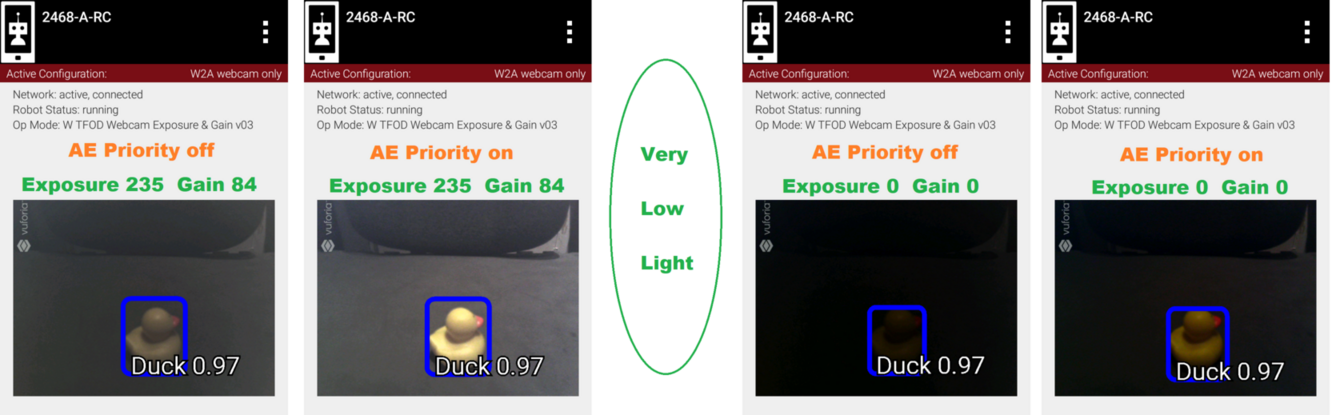 2468-A-RC
Active Configuration: W2A webcam only
Network: active, connected
Robot Status: running
Op Mode: W TFOD Webcam Exposure & Gain v03
AE Priority off
Exposure 235 Gain 84
vuforia
Duck 0.97
2468-A-RC
Active Configuration: W2A webcam only
Network: active, connected
Robot Status: running
Op Mode: W TFOD Webcam Exposure & Gain v03
AE Priority on
Exposure 235 Gain 84
vuforia
Duck 0.97
Very
Low
Light
2468-A-RC
Active Configuration: W2A webcam only
Network: active, connected
Robot Status: running
Op Mode: W TFOD Webcam Exposure & Gain v03
AE Priority off
Exposure 0 Gain 0
vuforia
Duck 0.97
2468-A-RC
Active Configuration: W2A webcam only
Network: active, connected
Robot Status: running
Op Mode: W TFOD Webcam Exposure & Gain v03
AE Priority on
Exposure 0 Gain 0
vuforia
Duck 0.97